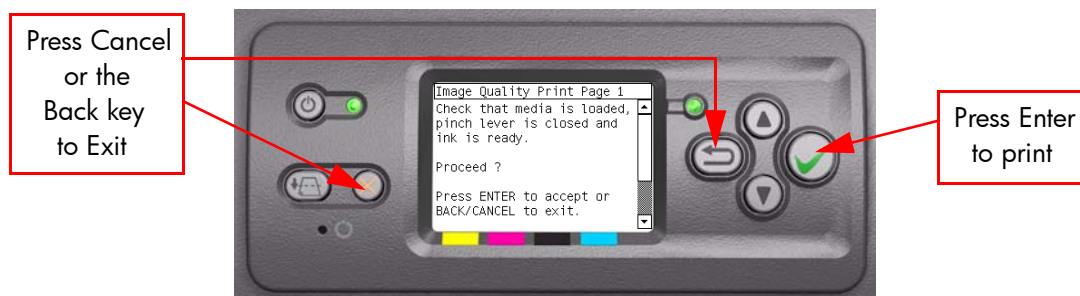 Press Cancel
or the
Back key
to Exit
Image Quality Print Page 1
Check that media is loaded,
pinch lever is closed and
ink is ready.
Proceed ?
Press ENTER to accept or
BACK/CANCEL to exit.
Press Enter
to print